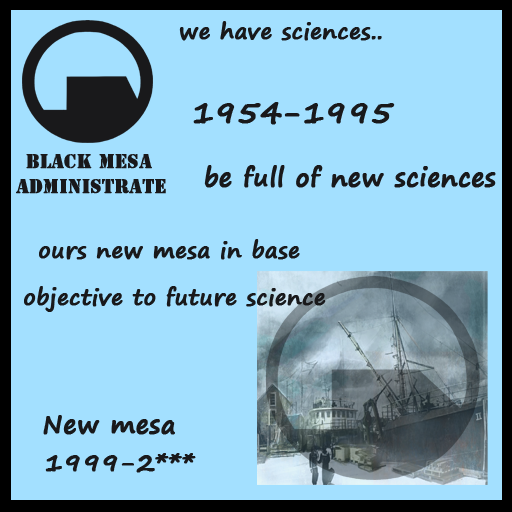 we have sciences..
1954-1995
BLACK MESA
ADMINISTRATE
be full of new sciences
ours new mesa in base
objective to future science
New mesa
1999-2***